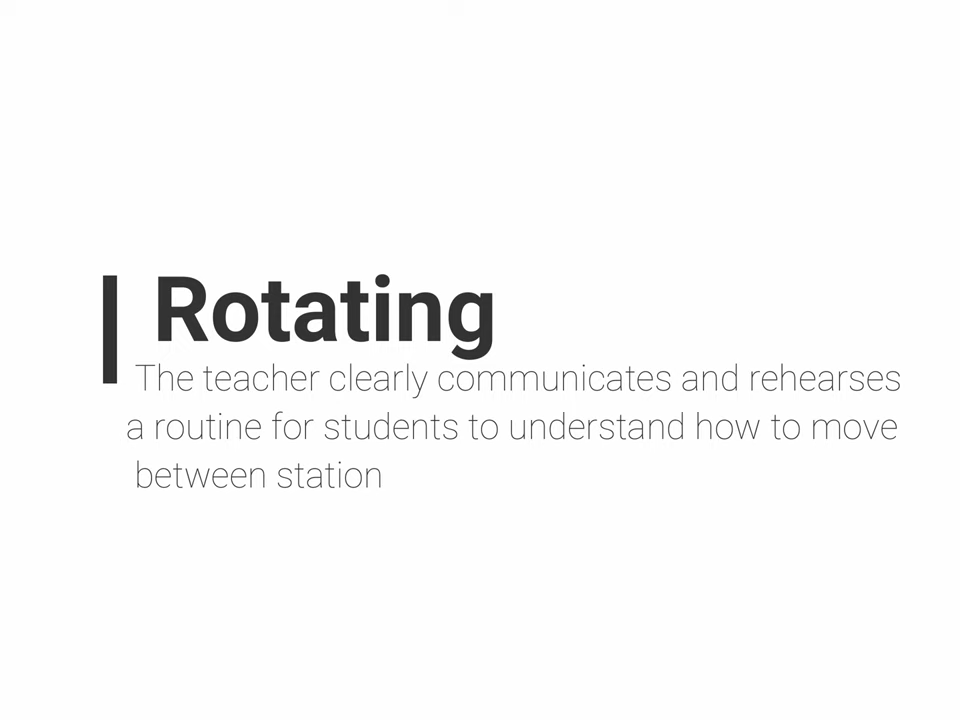 Rotating
The teacher clearly communicates and rehearses
a routine for students to understand how to move
between station